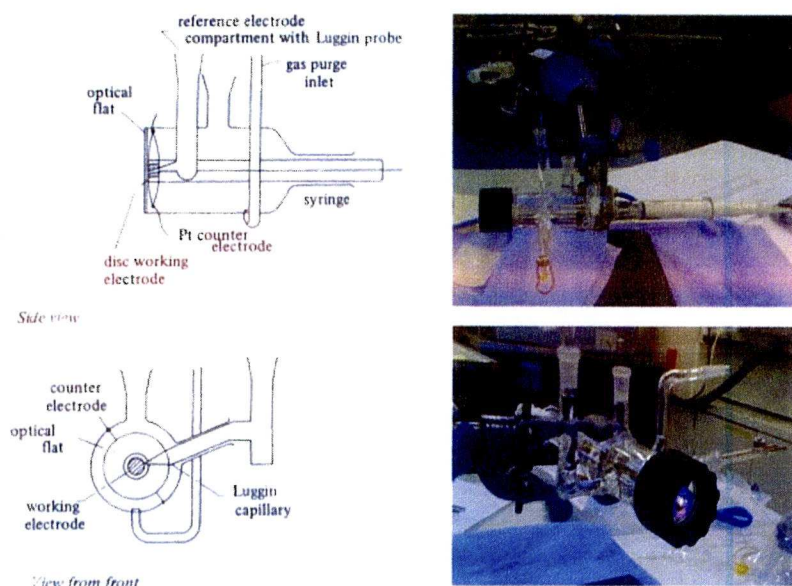 reference electrode
compartment with Luggin probe
gas purge
inlet
optical
flat
syringe
Pt counter
electrode
disc working
electrode
Side view
counter
electrode
optical
flat
working
electrode
Luggin
capillary
View from front